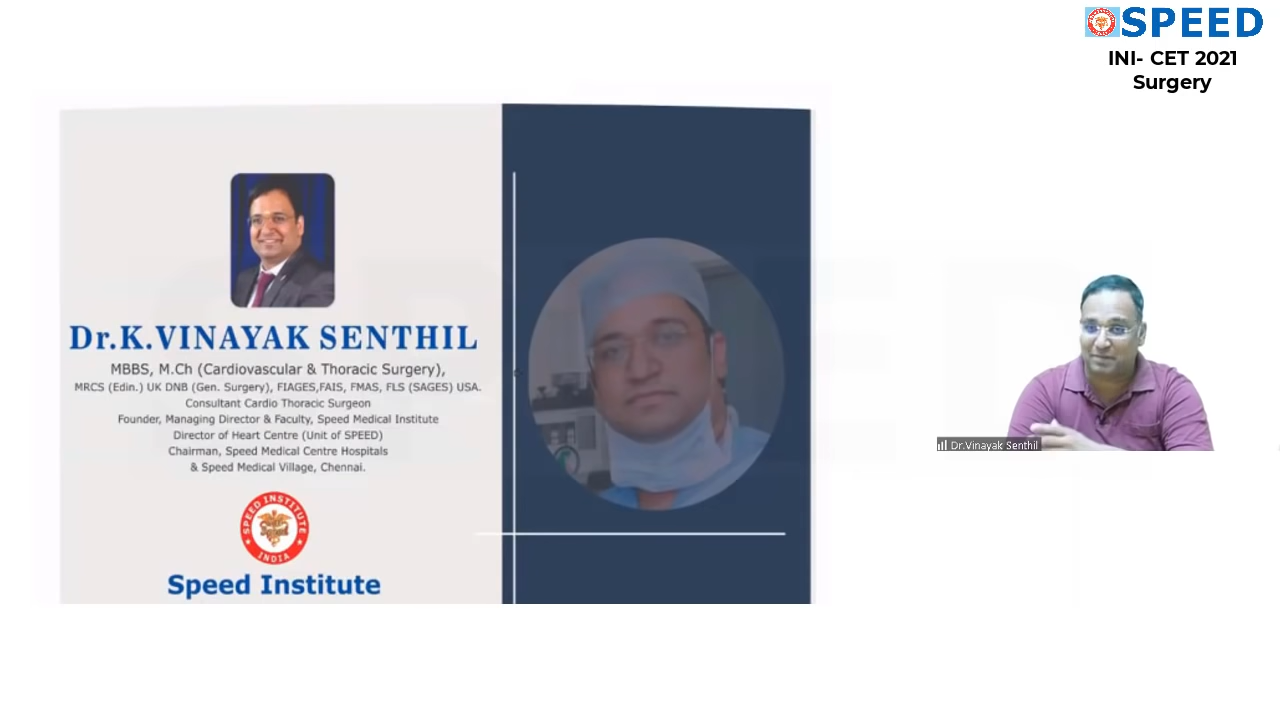 SPEED
INI- CET 2021
Surgery
Dr.K.VINAYAK SENTHIL
MBBS, M.Ch (Cardiovascular & Thoracic Surgery),
MRCS (Edin.) UK DNB (Gen. Surgery), FIAGES,FAIS, FMAS, FLS (SAGES) USA.
Consultant Cardio Thoracic Surgeon
Founder, Managing Director & Faculty, Speed Medical Institute
Director of Heart Centre (Unit of SPEED)
Chairman, Speed Medical Centre Hospitals
& Speed Medical Village, Chennai.
SPEED INSTITUTE
INDIA
Speed Institute
Dr.Vinayak Senthil